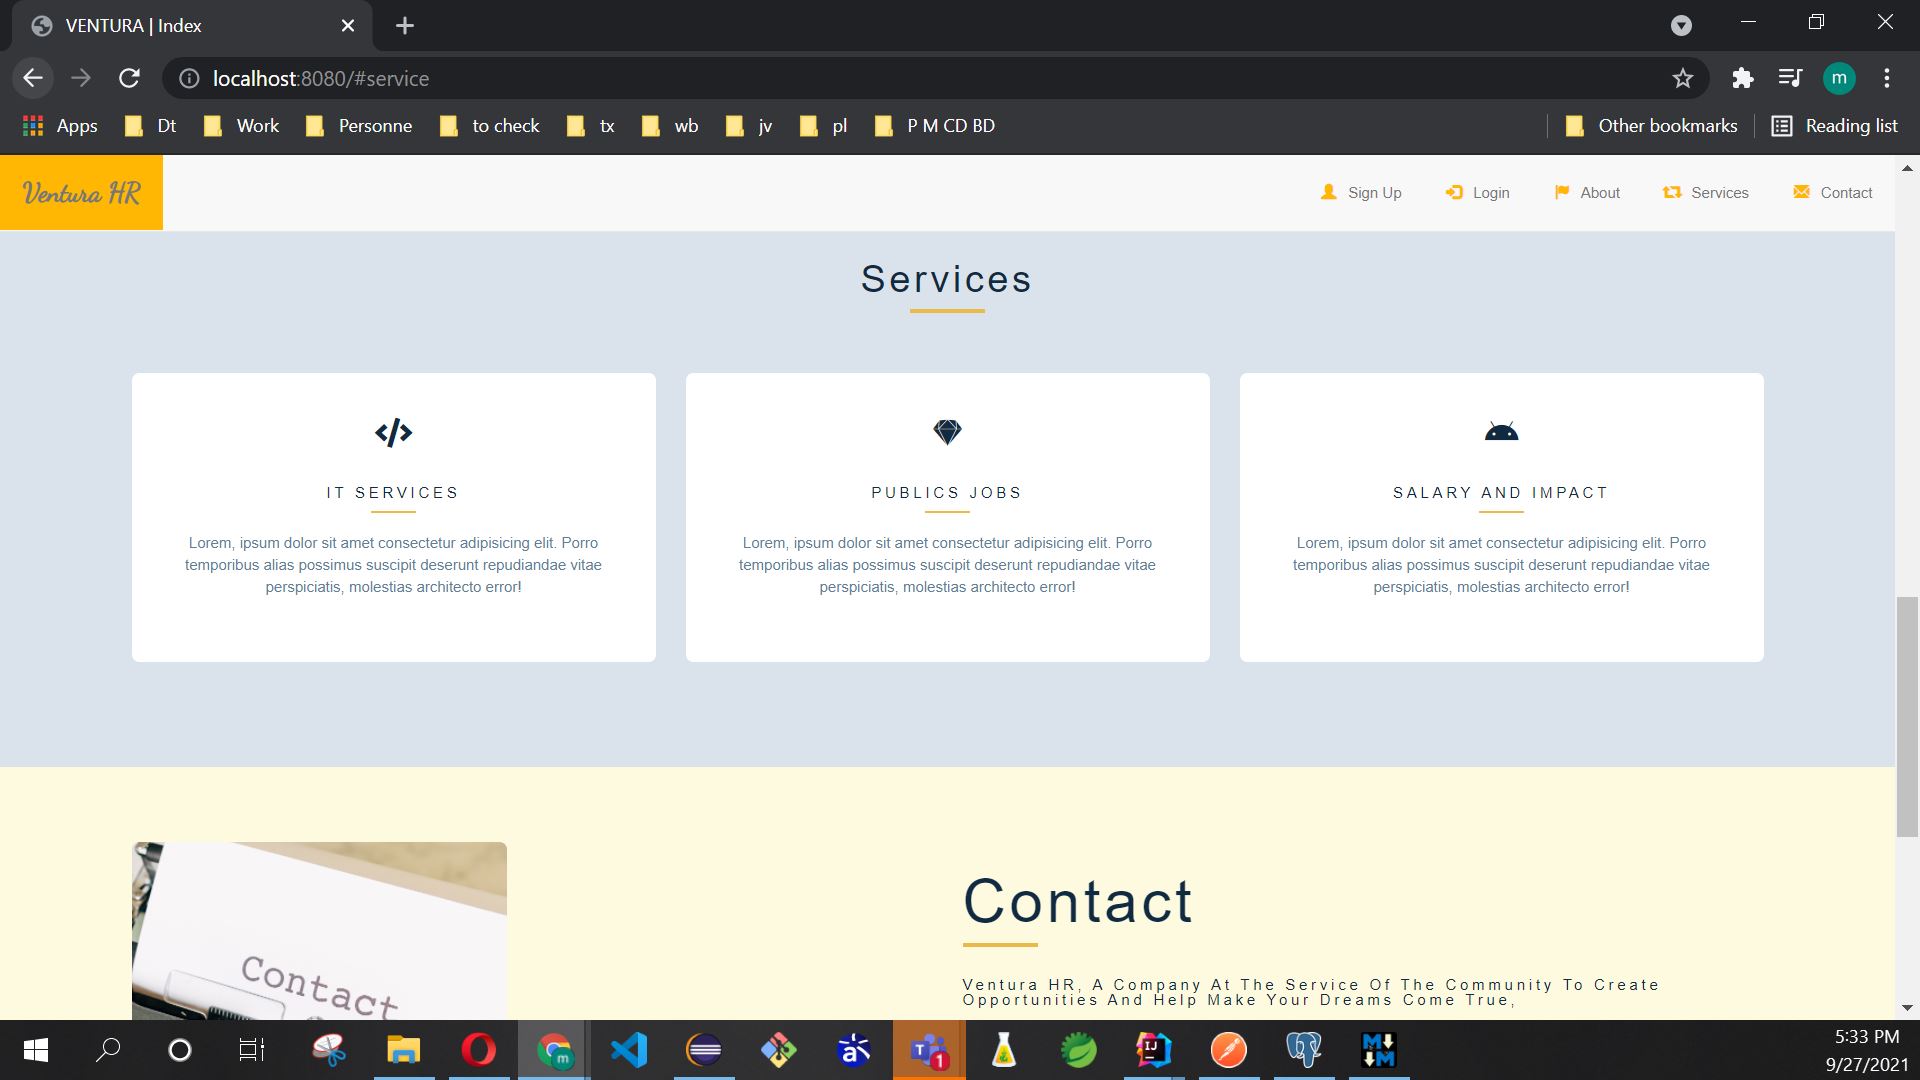 VENTURA | Index
localhost:8080/#service
m
Apps
Dt
Work
Personne
to check
tx
wb
jv
pl
P M CD BD
Other bookmarks
Reading list
Ventura HR
Sign Up
Login
About
Services
Contact
Services
IT SERVICES
Lorem, ipsum dolor sit amet consectetur adipisicing elit. Porro
temporibus alias possimus suscipit deserunt repudiandae vitae
perspiciatis, molestias architecto error!
PUBLICS JOBS
Lorem, ipsum dolor sit amet consectetur adipisicing elit. Porro
temporibus alias possimus suscipit deserunt repudiandae vitae
perspiciatis, molestias architecto error!
SALARY AND IMPACT
Lorem, ipsum dolor sit amet consectetur adipisicing elit. Porro
temporibus alias possimus suscipit deserunt repudiandae vitae
perspiciatis, molestias architecto error!
Contact
Contact
Ventura HR, A Company At The Service Of The Community To Create
Opportunities And Help Make Your Dreams Come True,
m
a:
T
1
IJ
M
M
5:33 PM
9/27/2021